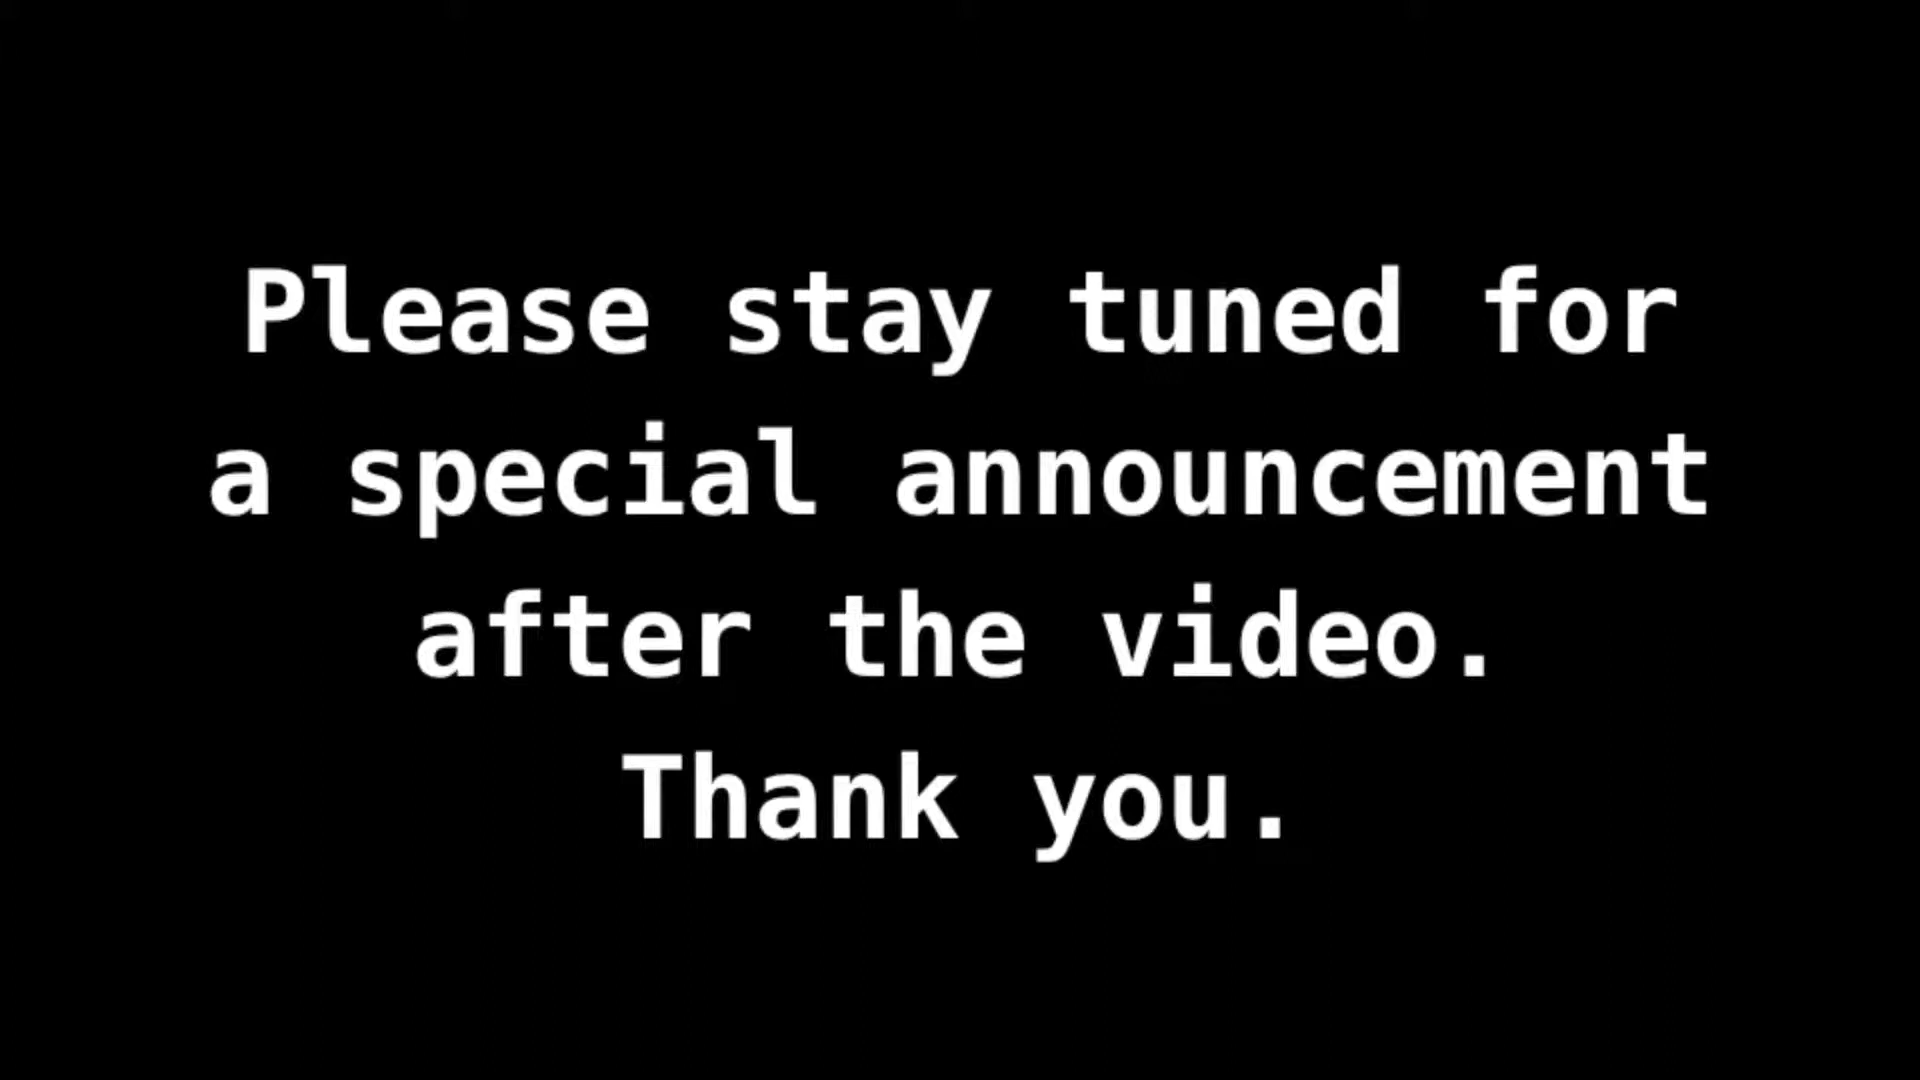 Please stay tuned for
a special announcement
after the video.
Thank you.